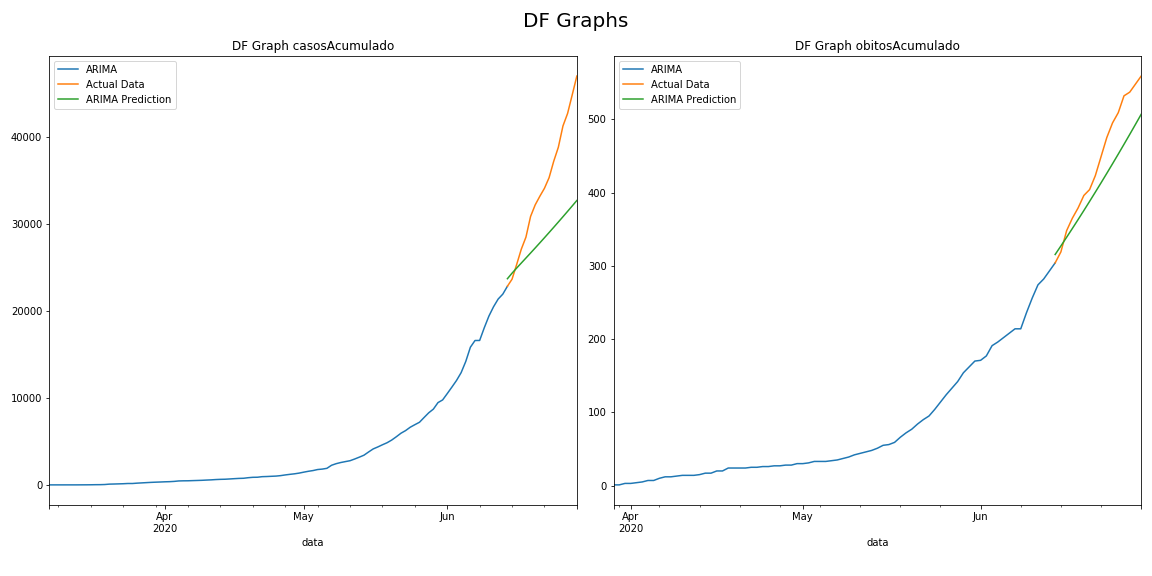 DF Graphs
DF Graph casosAcumulado
ARIMA
Actual Data
ARIMA Prediction
40000
30000
20000
10000
0
Apr
2020
May
Jun
data
DF Graph obitosAcumulado
ARIMA
Actual Data
ARIMA Prediction
500
400
300
200
100
0
Apr
2020
May
Jun
data